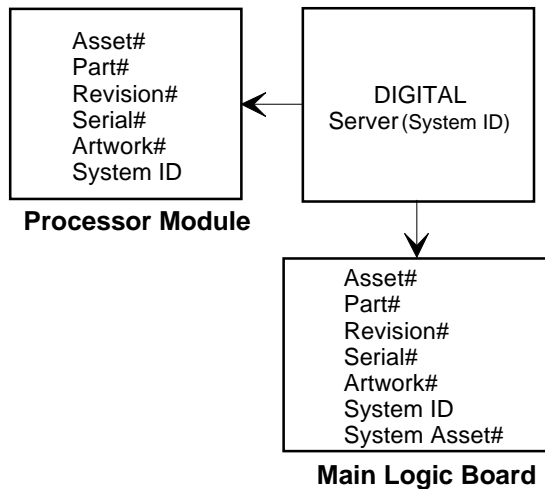 Asset#
Part#
Revision#
Serial#
Artwork#
System ID
Processor Module
DIGITAL
Server (System ID)
Asset#
Part#
Revision#
Serial#
Artwork#
System ID
System Asset#
Main Logic Board